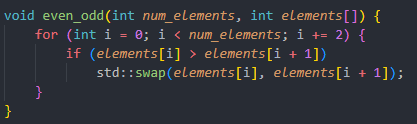 void even_odd(int num_elements, int elements[]) {
    for (int i = 0; i < num_elements; i += 2) {
        if (elements[i] > elements[i + 1])
            std::swap(elements[i], elements[i + 1]);
    }
}